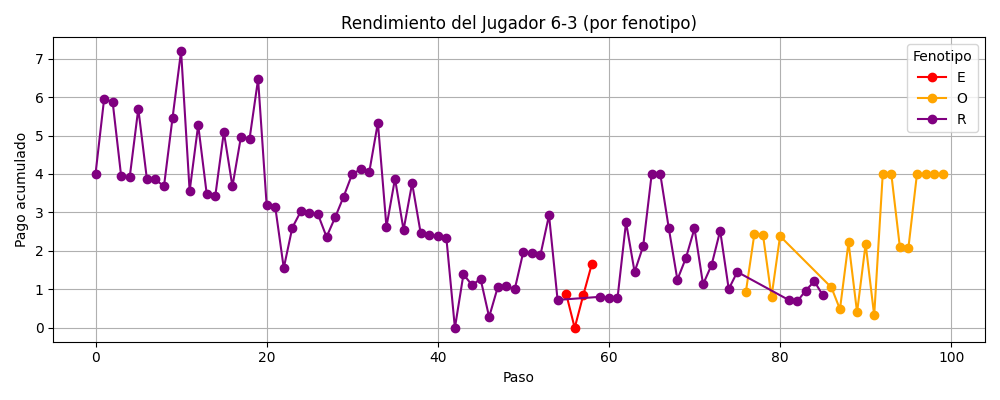 Rendimiento del Jugador 6-3 (por fenotipo)
Pago acumulado
7
6
5
4
3
2
1
0
Fenotipo
E
O
R
0 20 40 60 80 100
Paso